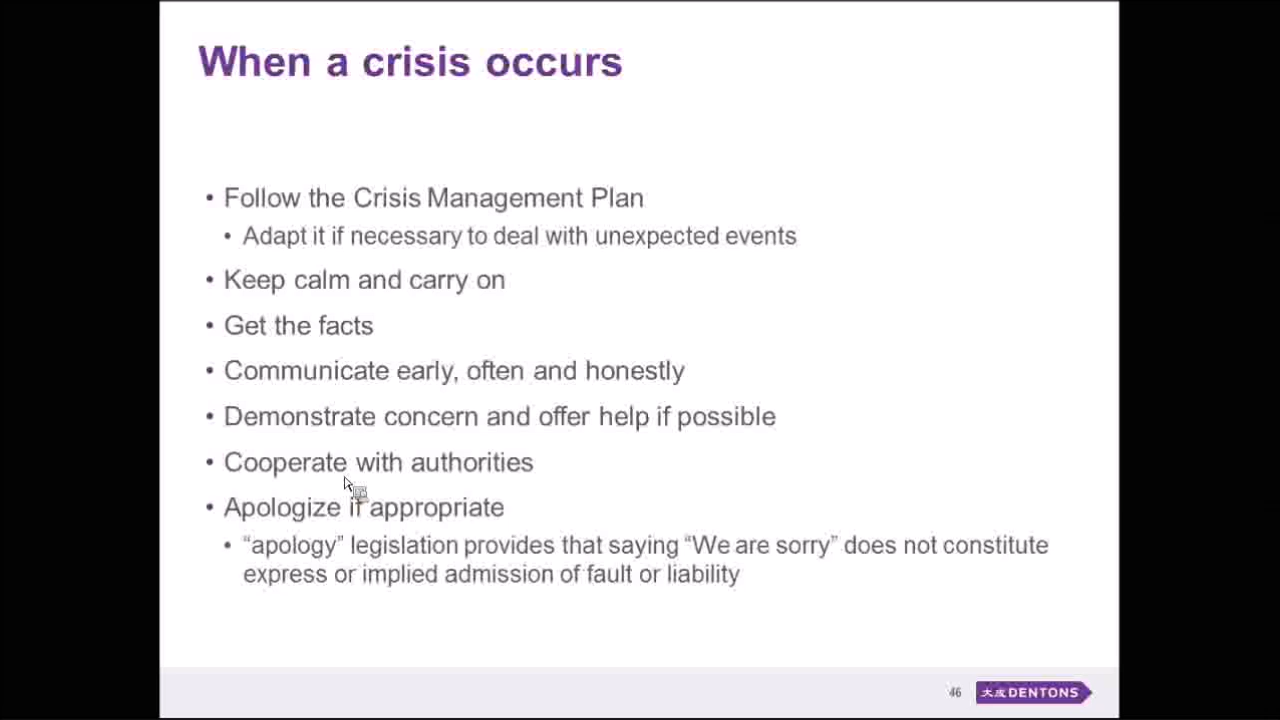 When a crisis occurs
• Follow the Crisis Management Plan
• Adapt it if necessary to deal with unexpected events
• Keep calm and carry on
• Get the facts
• Communicate early, often and honestly
• Demonstrate concern and offer help if possible
• Cooperate with authorities
• Apologize if appropriate
• “apology” legislation provides that saying “We are sorry” does not constitute
express or implied admission of fault or liability
46
大成DENTONS